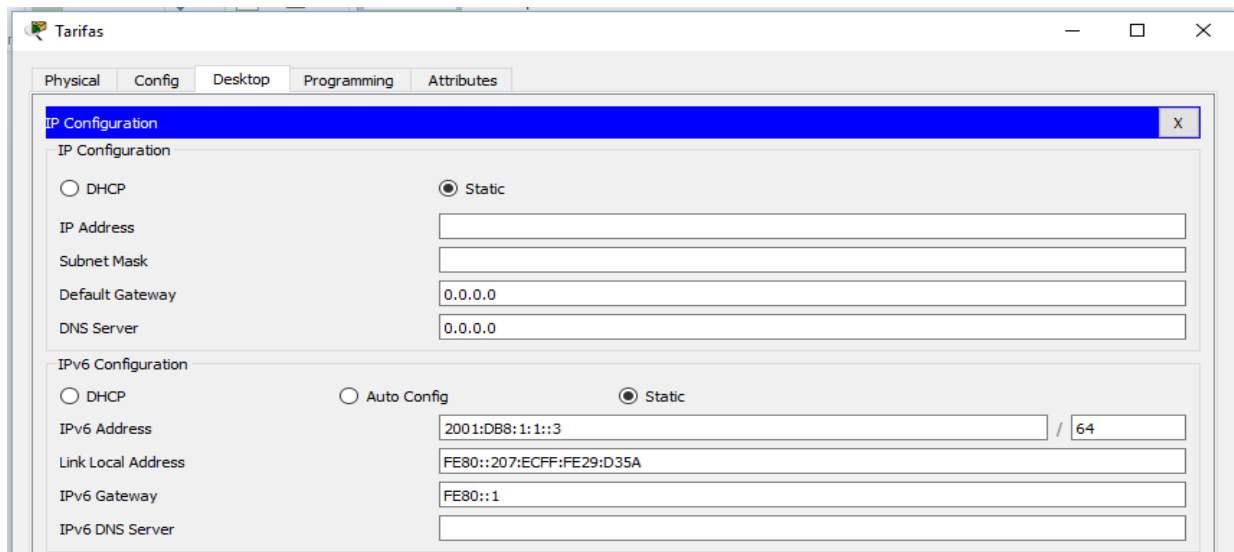 Tarifas
Physical Config Desktop Programming Attributes
IP Configuration X
IP Configuration
DHCP Static
IP Address
Subnet Mask
Default Gateway 0.0.0.0
DNS Server 0.0.0.0
IPv6 Configuration
DHCP Auto Config Static
IPv6 Address 2001:DB8:1:1::3 / 64
Link Local Address FE80::207:ECFF:FE29:D35A
IPv6 Gateway FE80::1
IPv6 DNS Server